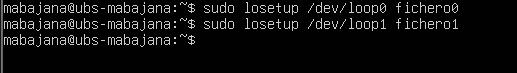 mabajana@ubs-mabajana:~$ sudo losetup /dev/loop0 fichero0
mabajana@ubs-mabajana:~$ sudo losetup /dev/loop1 fichero1
mabajana@ubs-mabajana:~$